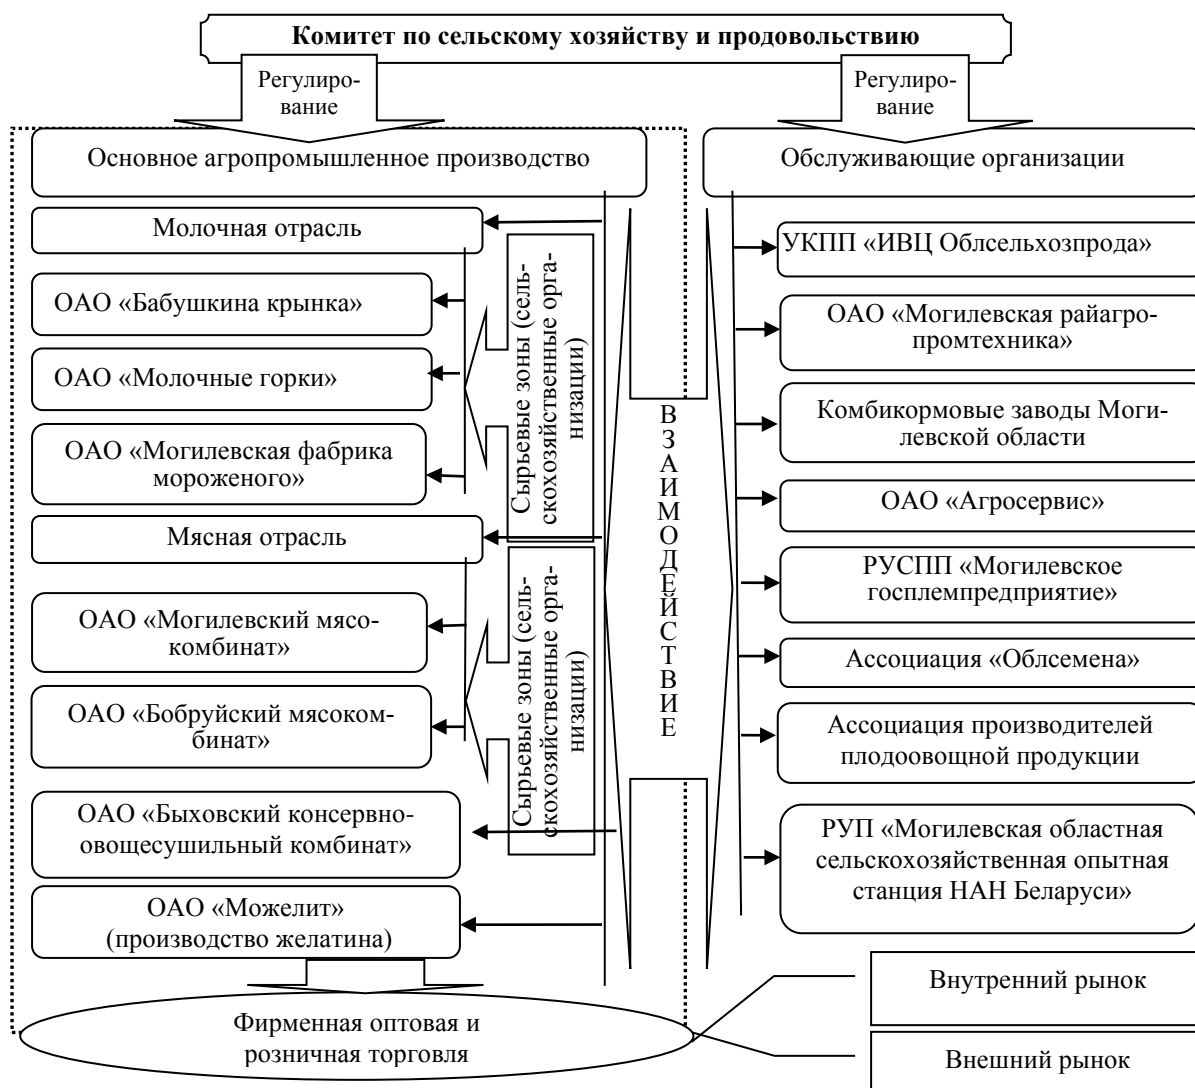 Комитет по сельскому хозяйству и продовольствию
Регулиро-
вание
Регулиро-
вание
Основное агропромышленное производство
Обслуживающие организации
Молочная отрасль
ОАО «Бабушкина крынка»
ОАО «Молочные горки»
ОАО «Могилевская фабрика
мороженого»
Мясная отрасль
ОАО «Могилевский мясо-
комбинат»
ОАО «Бобруйский мясоком-
бинат»
ОАО «Быховский консервно-
овощесушильный комбинат»
ОАО «Можелит»
(производство желатина)
Сырьевые зоны (сель-
скохозяйственные орга-
низации)
Сырьевые зоны (сель-
скохозяйственные орга-
низации)
ВЗАИМОДЕЙСТВИЕ
УКПП «ИВЦ Облсельхозпрода»
ОАО «Могилевская райагро-
промтехника»
Комбикормовые заводы Моги-
левской области
ОАО «Агросервис»
РУСПП «Могилевское
госплемпредприятие»
Ассоциация «Облсемена»
Ассоциация производителей
плодоовощной продукции
РУП «Могилевская областная
сельскохозяйственная опытная
станция НАН Беларуси»
Фирменная оптовая и
розничная торговля
Внутренний рынок
Внешний рынок